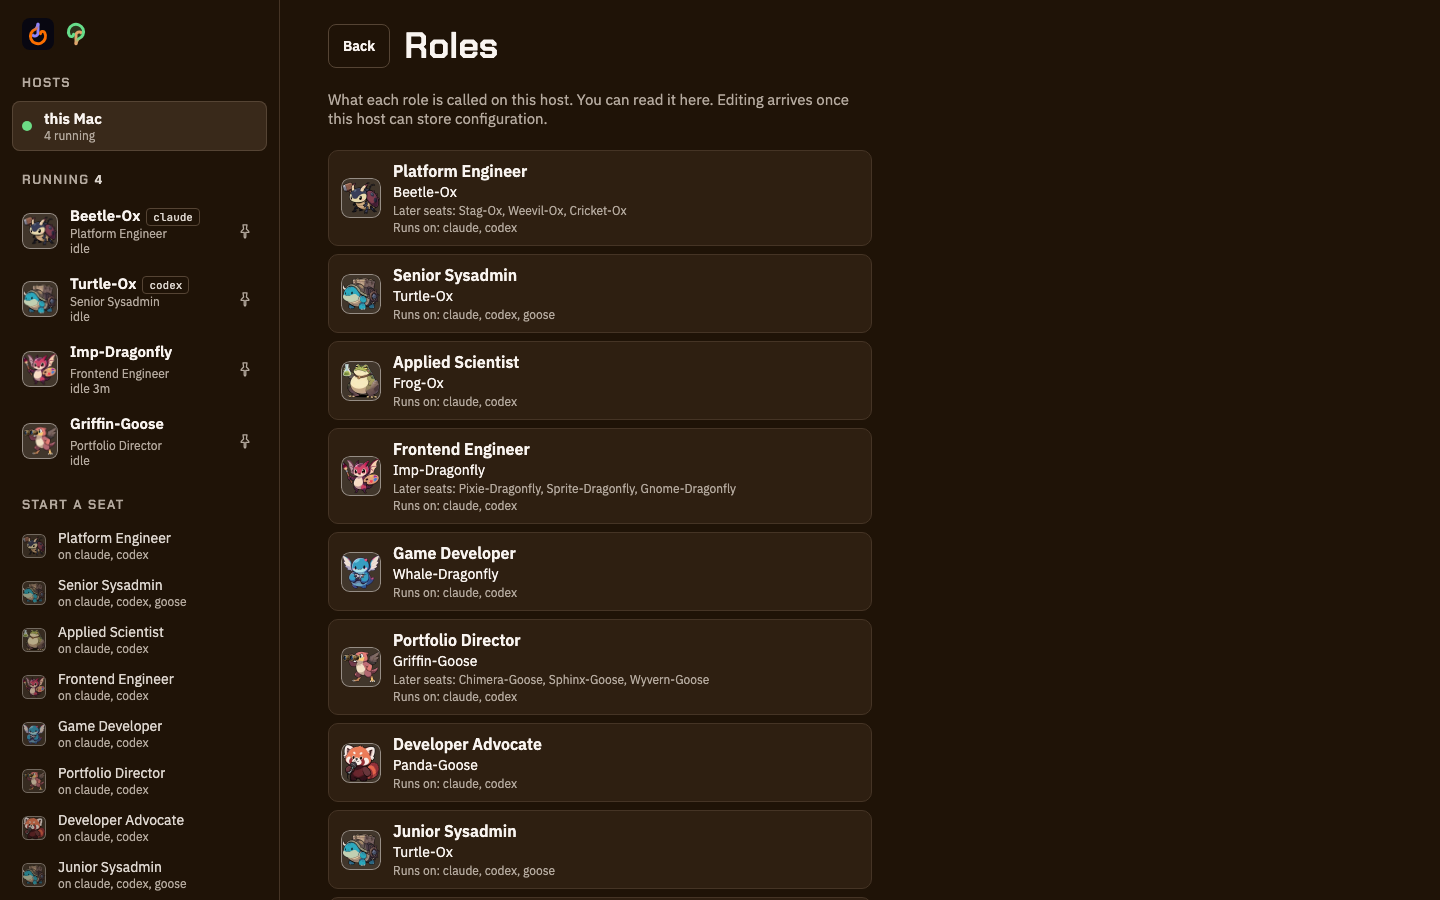 HOSTS
this Mac
4 running
RUNNING 4
Beetle-Ox claude
Platform Engineer
idle
Turtle-Ox codex
Senior Sysadmin
idle
Imp-Dragonfly
Frontend Engineer
idle 3m
Griffin-Goose
Portfolio Director
idle
START A SEAT
Platform Engineer
on claude, codex
Senior Sysadmin
on claude, codex, goose
Applied Scientist
on claude, codex
Frontend Engineer
on claude, codex
Game Developer
on claude, codex
Portfolio Director
on claude, codex
Developer Advocate
on claude, codex
Junior Sysadmin
on claude, codex, goose
Back
Roles
What each role is called on this host. You can read it here. Editing arrives once
this host can store configuration.
Platform Engineer
Beetle-Ox
Later seats: Stag-Ox, Weevil-Ox, Cricket-Ox
Runs on: claude, codex
Senior Sysadmin
Turtle-Ox
Runs on: claude, codex, goose
Applied Scientist
Frog-Ox
Runs on: claude, codex
Frontend Engineer
Imp-Dragonfly
Later seats: Pixie-Dragonfly, Sprite-Dragonfly, Gnome-Dragonfly
Runs on: claude, codex
Game Developer
Whale-Dragonfly
Runs on: claude, codex
Portfolio Director
Griffin-Goose
Later seats: Chimera-Goose, Sphinx-Goose, Wyvern-Goose
Runs on: claude, codex
Developer Advocate
Panda-Goose
Runs on: claude, codex
Junior Sysadmin
Turtle-Ox
Runs on: claude, codex, goose